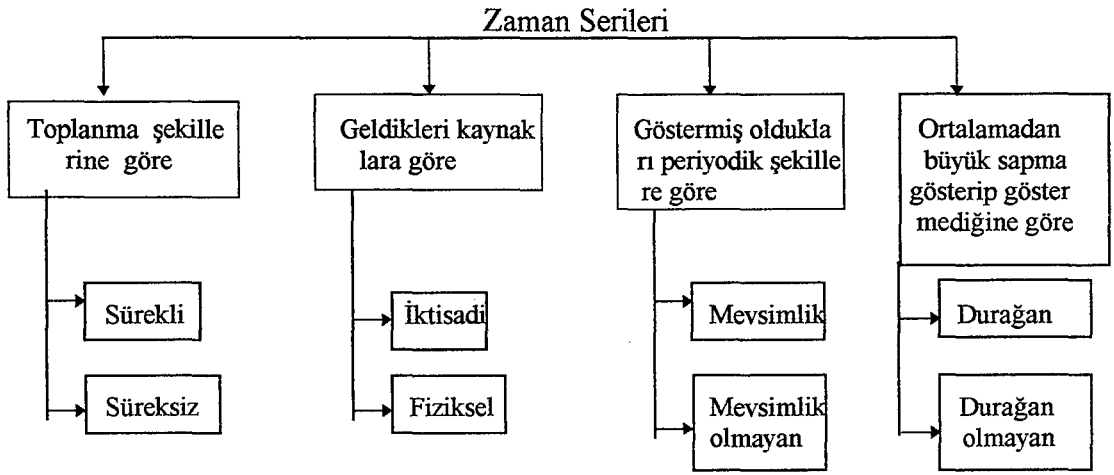 Zaman Serileri
Toplanma şekille
rine göre
Geldikleri kaynak
lara göre
Göstermiş oldukla
rı periyodik şekille
re göre
Ortalamadan
büyük sapma
gösterip göster
mediğine göre
Sürekli
Süreksiz
İktisadi
Fiziksel
Mevsimlik
Mevsimlik
olmayan
Durağan
Durağan
olmayan